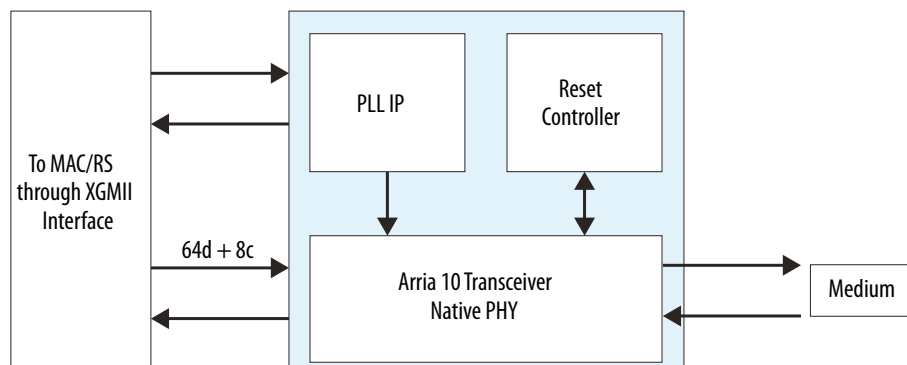 PLL IP
Reset
Controller
To MAC/RS
through XGMII
Interface
64d + 8c
Arria 10 Transceiver
Native PHY
Medium